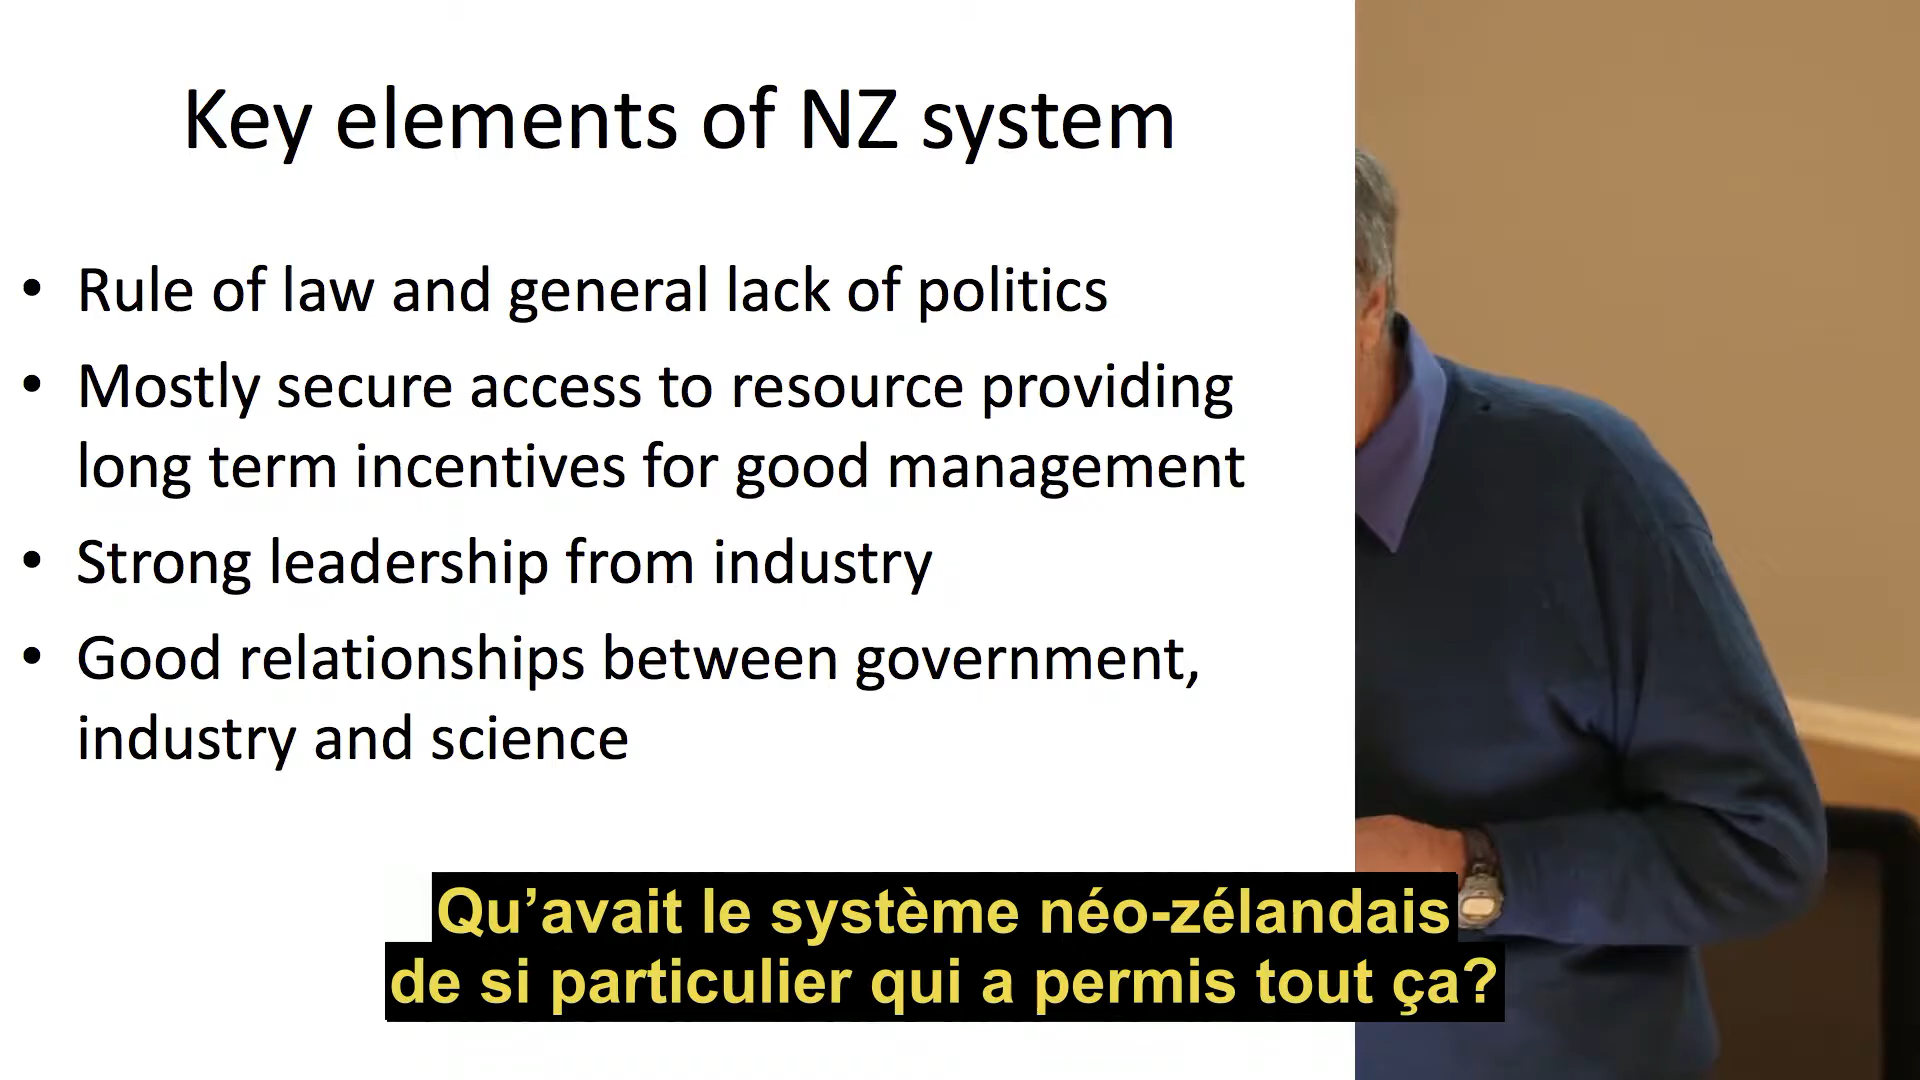 Key elements of NZ system
• Rule of law and general lack of politics
• Mostly secure access to resource providing
long term incentives for good management
• Strong leadership from industry
• Good relationships between government,
industry and science
Qu’avait le système néo-zélandais
de si particulier qui a permis tout ça?